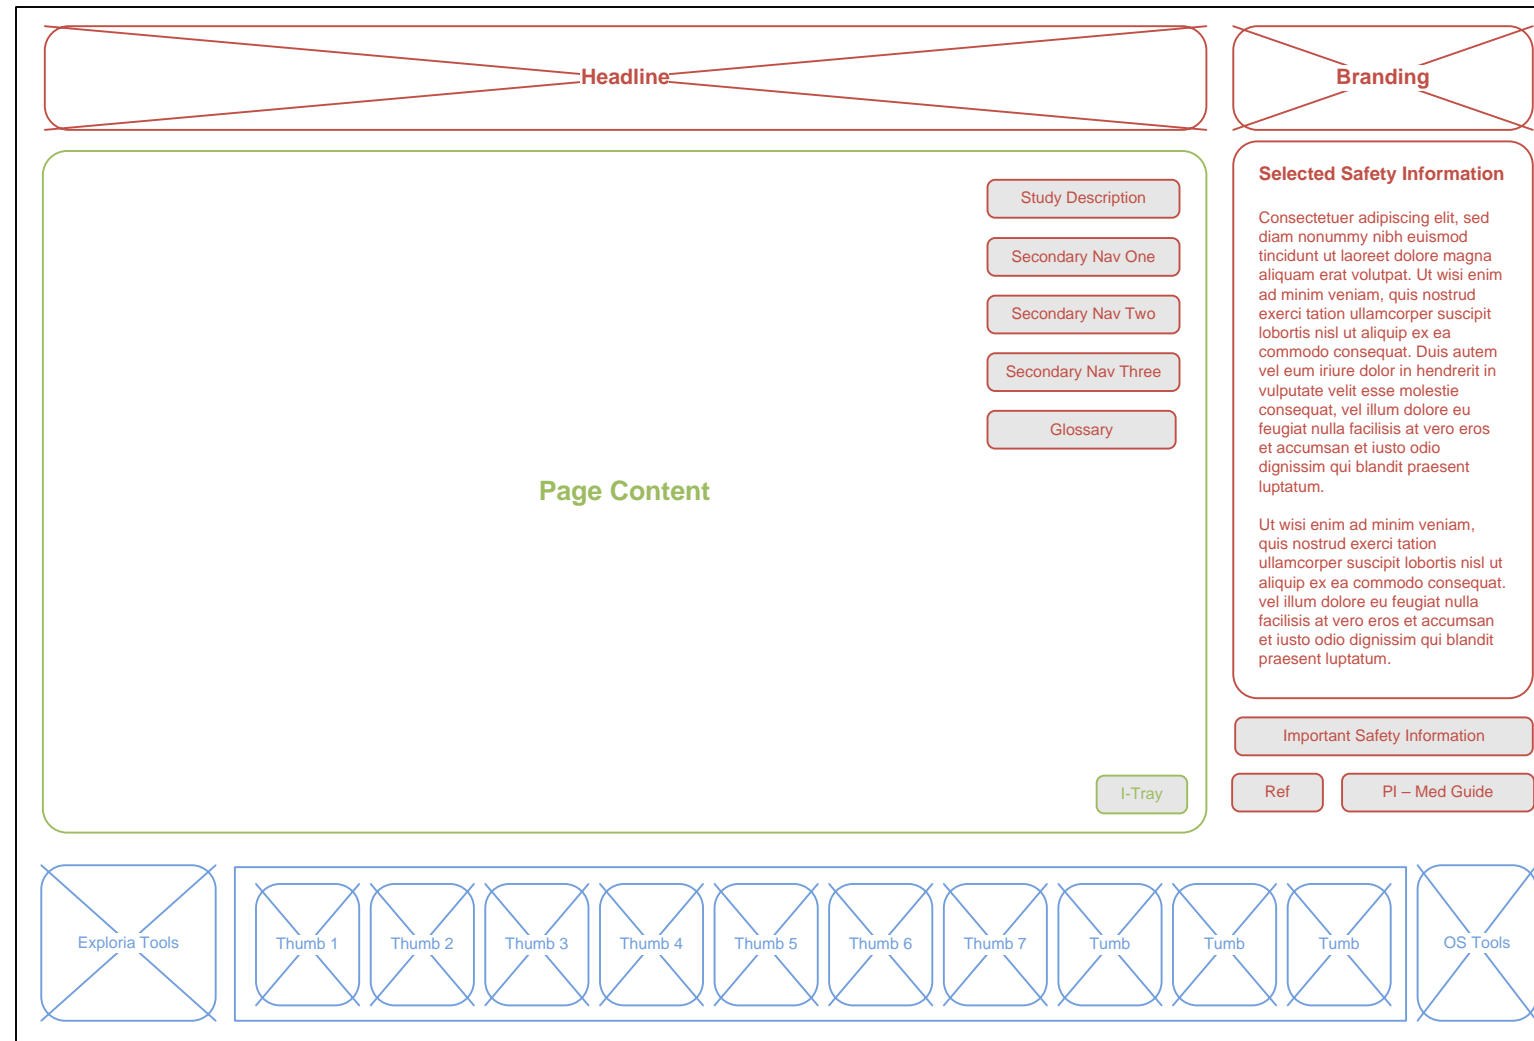 Headline
Branding
Study Description
Secondary Nav One
Secondary Nav Two
Secondary Nav Three
Glossary
Page Content
I-Tray
Selected Safety Information
Consectetuer adipiscing elit, sed
diam nonummy nibh euismod
tincidunt ut laoreet dolore magna
aliquam erat volutpat. Ut wisi enim
ad minim veniam, quis nostrud
exerci tation ullamcorper suscipit
lobortis nisl ut aliquip ex ea
commodo consequat. Duis autem
vel eum iriure dolor in hendrerit in
vulputate velit esse molestie
consequat, vel illum dolore eu
feugiat nulla facilisis at vero eros
et accumsan et iusto odio
dignissim qui blandit praesent
luptatum.
Ut wisi enim ad minim veniam,
quis nostrud exerci tation
ullamcorper suscipit lobortis nisl ut
aliquip ex ea commodo consequat.
vel illum dolore eu feugiat nulla
facilisis at vero eros et accumsan
et iusto odio dignissim qui blandit
praesent luptatum.
Important Safety Information
Ref
PI – Med Guide
Exploria Tools
Thumb 1
Thumb 2
Thumb 3
Thumb 4
Thumb 5
Thumb 6
Thumb 7
Tumb
Tumb
Tumb
OS Tools